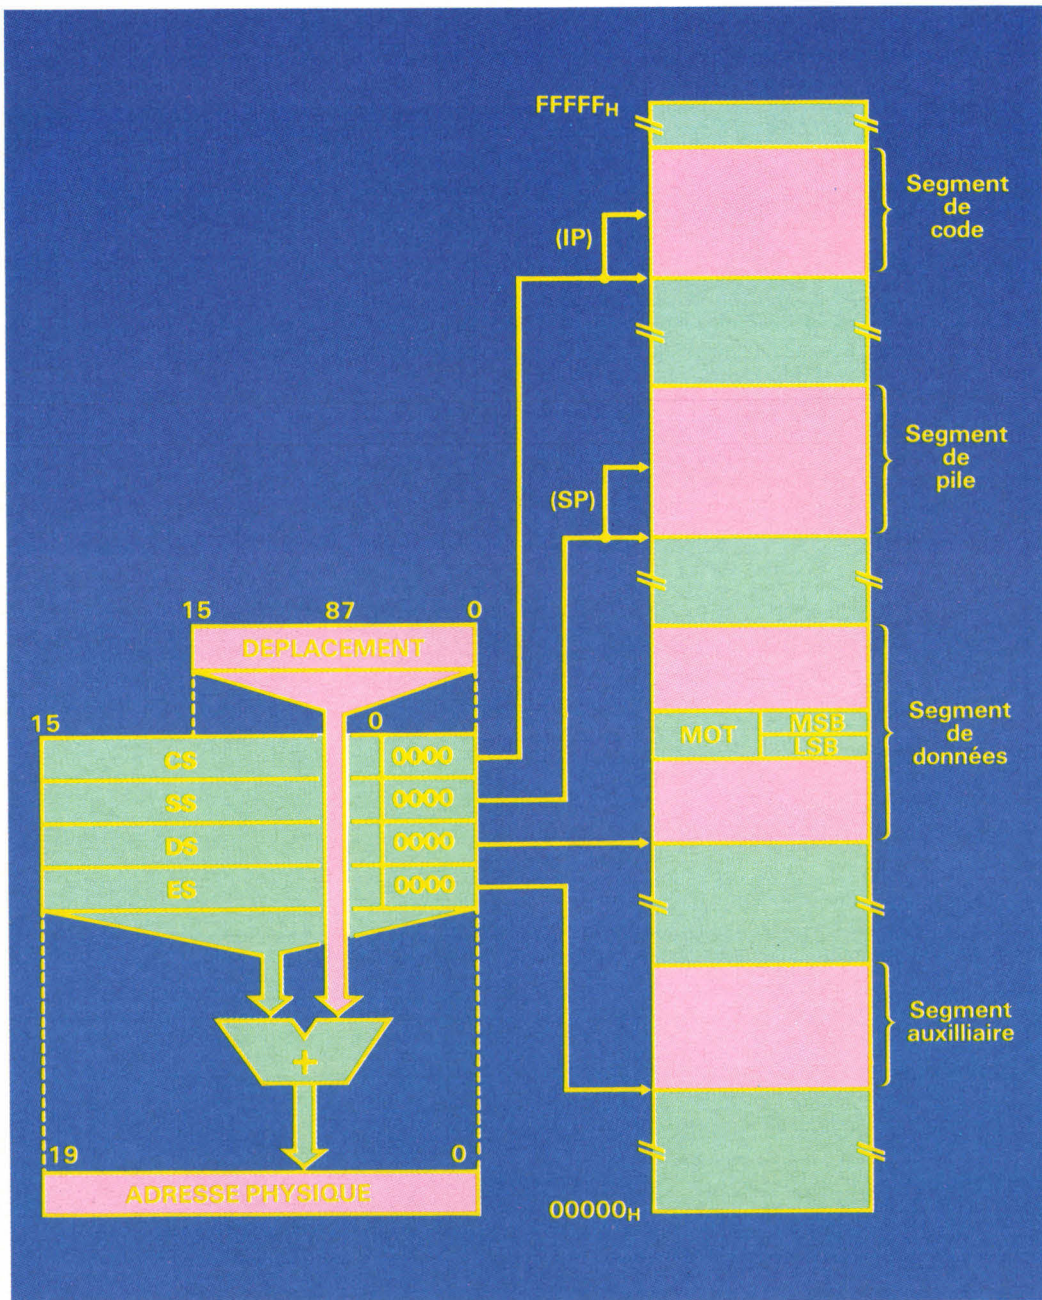 FFFFFH
Segment
de
code
(IP)
Segment
de
pile
(SP)
15 87 0
DEPLACEMENT
15 0
CS 0000
SS 0000
DS 0000
ES 0000
MOT MSB
LSB
Segment
de
données
+
Segment
auxilliaire
19 0
ADRESSE PHYSIQUE
00000H